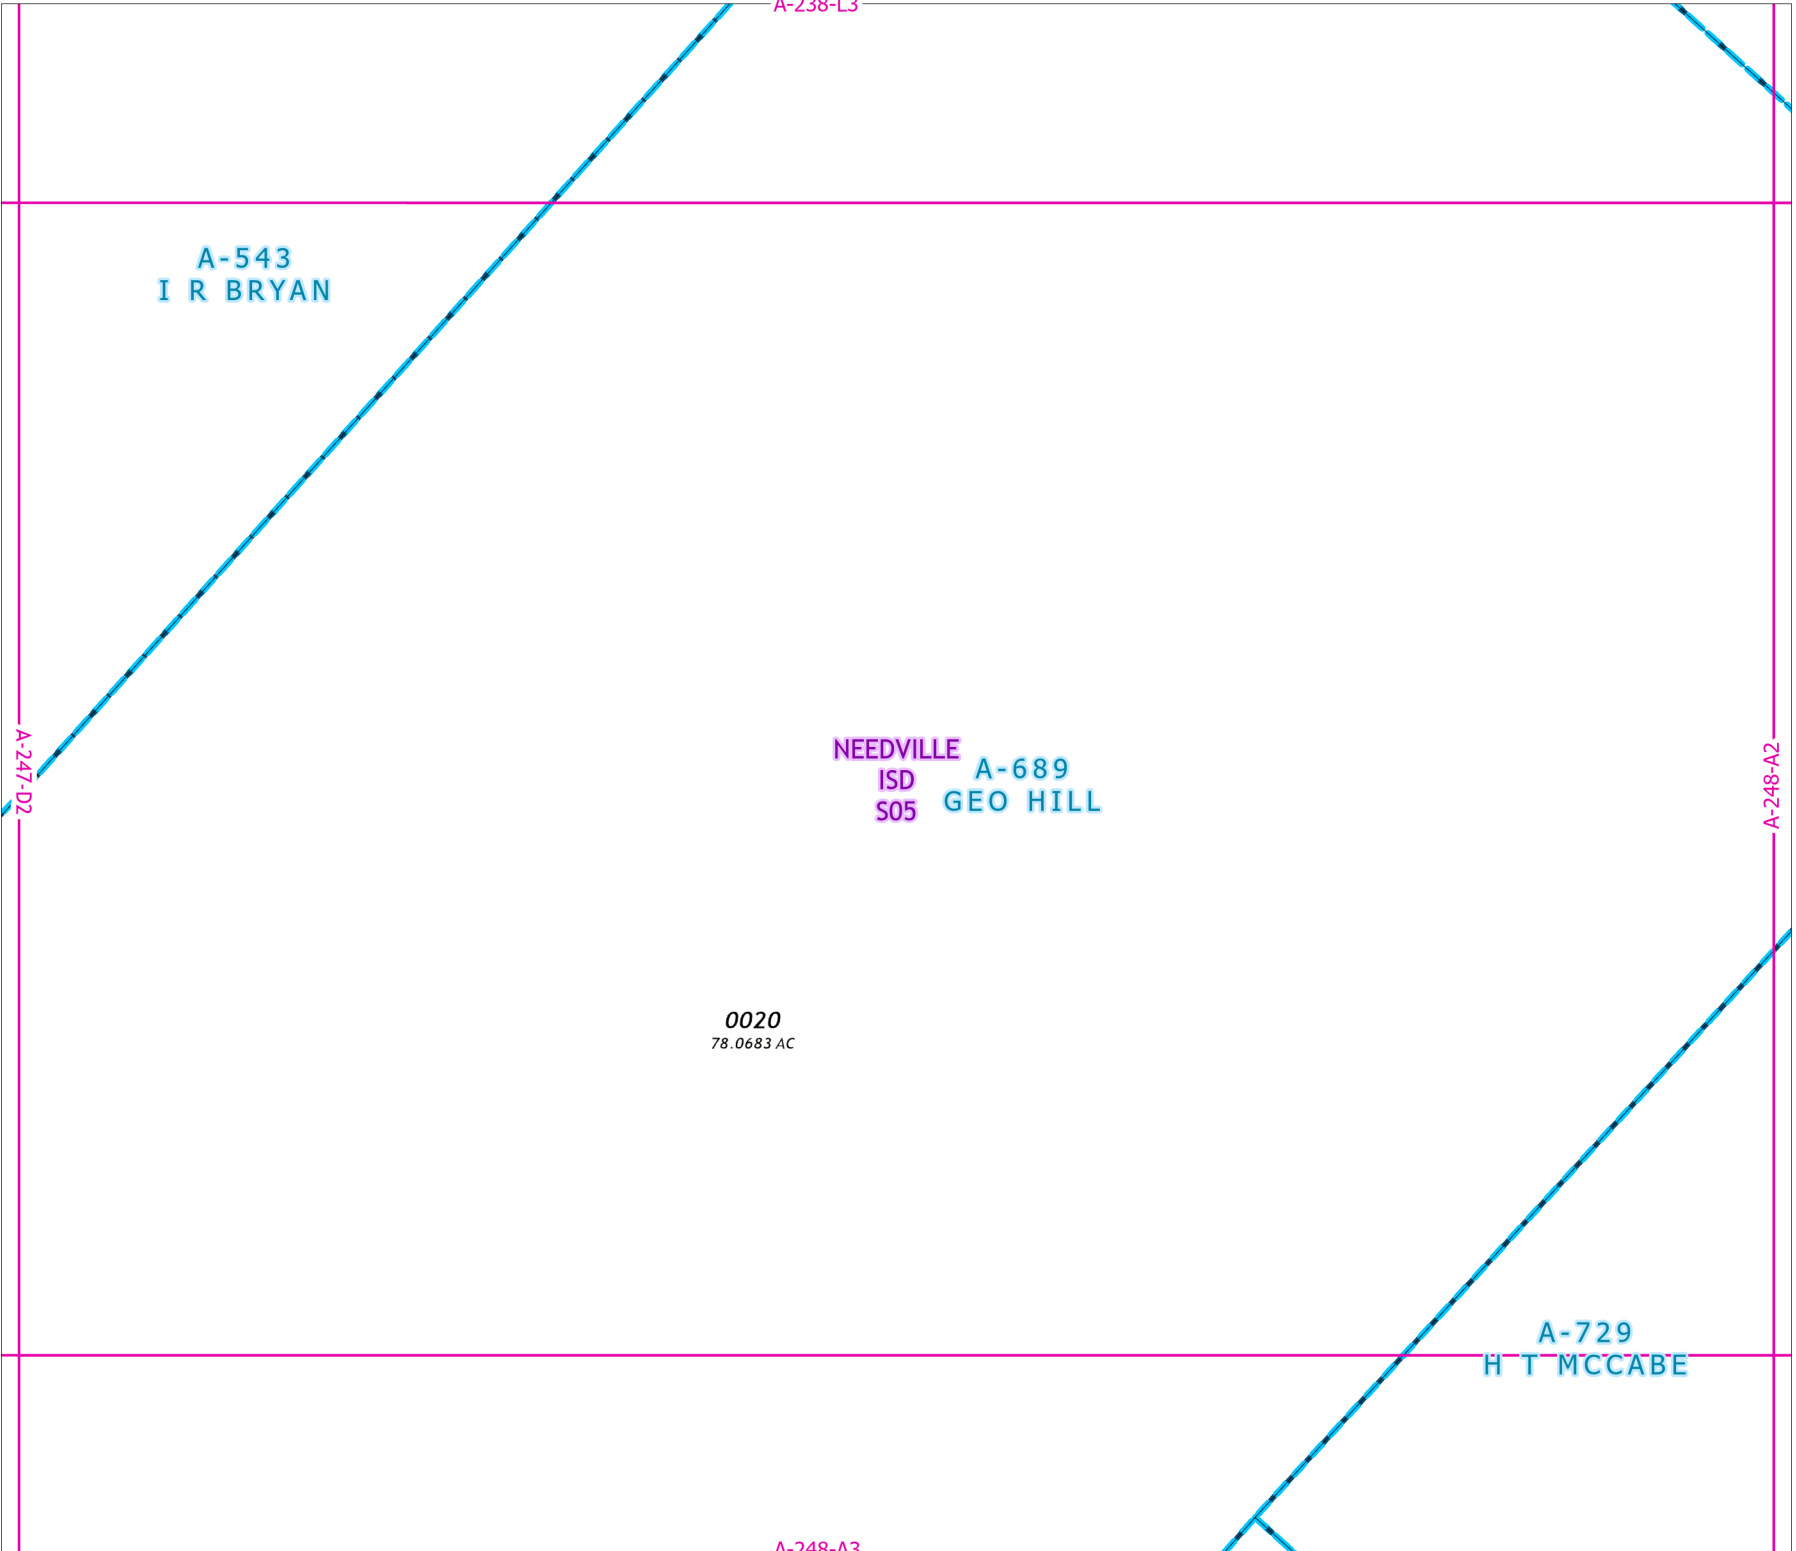 A-238-L3
A-543
I R BRYAN
A-247-D2
NEEDVILLE
ISD
S05
A-689
GEO HILL
A-248-A2
0020
78.0683 AC
A-729
H T MCCABE
A-248-A3